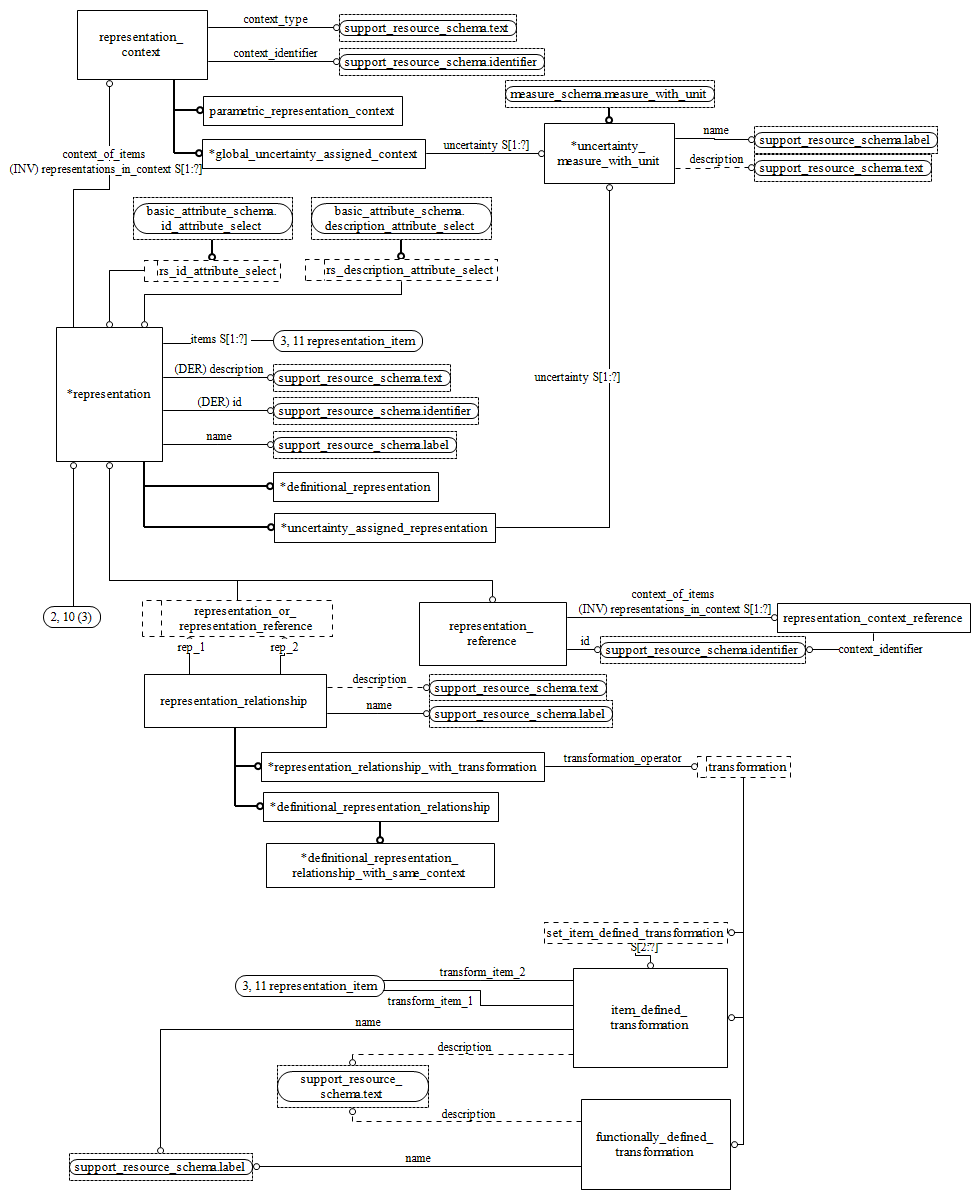 representation_
context
context_type
support_resource_schema.text
context_identifier
support_resource_schema.identifier
parametric_representation_context
*global_uncertainty_assigned_context
context_of_items
(INV) representations_in_context S[1:?]
uncertainty S[1:?]
measure_schema.measure_with_unit
*uncertainty_
measure_with_unit
name
support_resource_schema.label
description
support_resource_schema.text
basic_attribute_schema.
id_attribute_select
basic_attribute_schema.
description_attribute_select
rs_id_attribute_select
rs_description_attribute_select
*representation
items S[1:?]
3, 11 representation_item
(DER) description
support_resource_schema.text
(DER) id
support_resource_schema.identifier
name
support_resource_schema.label
uncertainty S[1:?]
*definitional_representation
*uncertainty_assigned_representation
2, 10 (3)
representation_or_
representation_reference
rep_1
rep_2
representation_
reference
context_of_items
(INV) representations_in_context S[1:?]
representation_context_reference
id
support_resource_schema.identifier
context_identifier
representation_relationship
description
support_resource_schema.text
name
support_resource_schema.label
*representation_relationship_with_transformation
transformation_operator
transformation
*definitional_representation_relationship
*definitional_representation_
relationship_with_same_context
set_item_defined_transformation
S[2:?]
3, 11 representation_item
transform_item_2
transform_item_1
item_defined_
transformation
name
description
support_resource_
schema.text
description
functionally_defined_
transformation
name
support_resource_schema.label